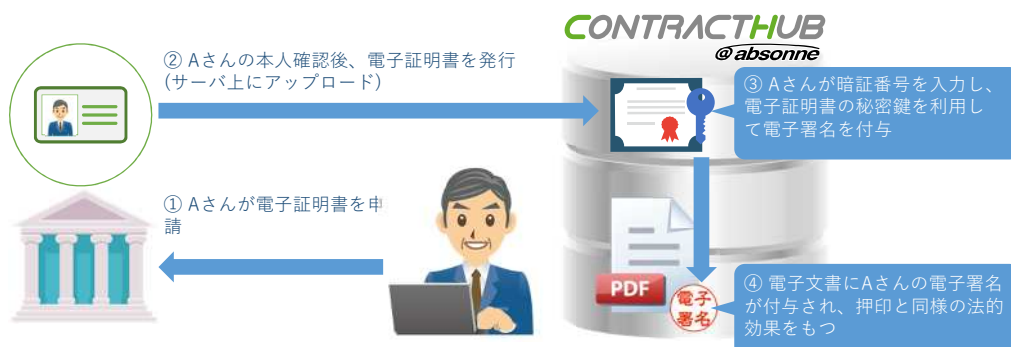 CONTRACTHUB
@absonne
② Aさんの本人確認後、電子証明書を発行
(サーバ上にアップロード)
③ Aさんが暗証番号を入力し、
電子証明書の秘密鍵を利用し
て電子署名を付与
① Aさんが電子証明書を申
請
PDF
電子
署名
④ 電子文書にAさんの電子署名
が付与され、押印と同様の法的
効果をもつ